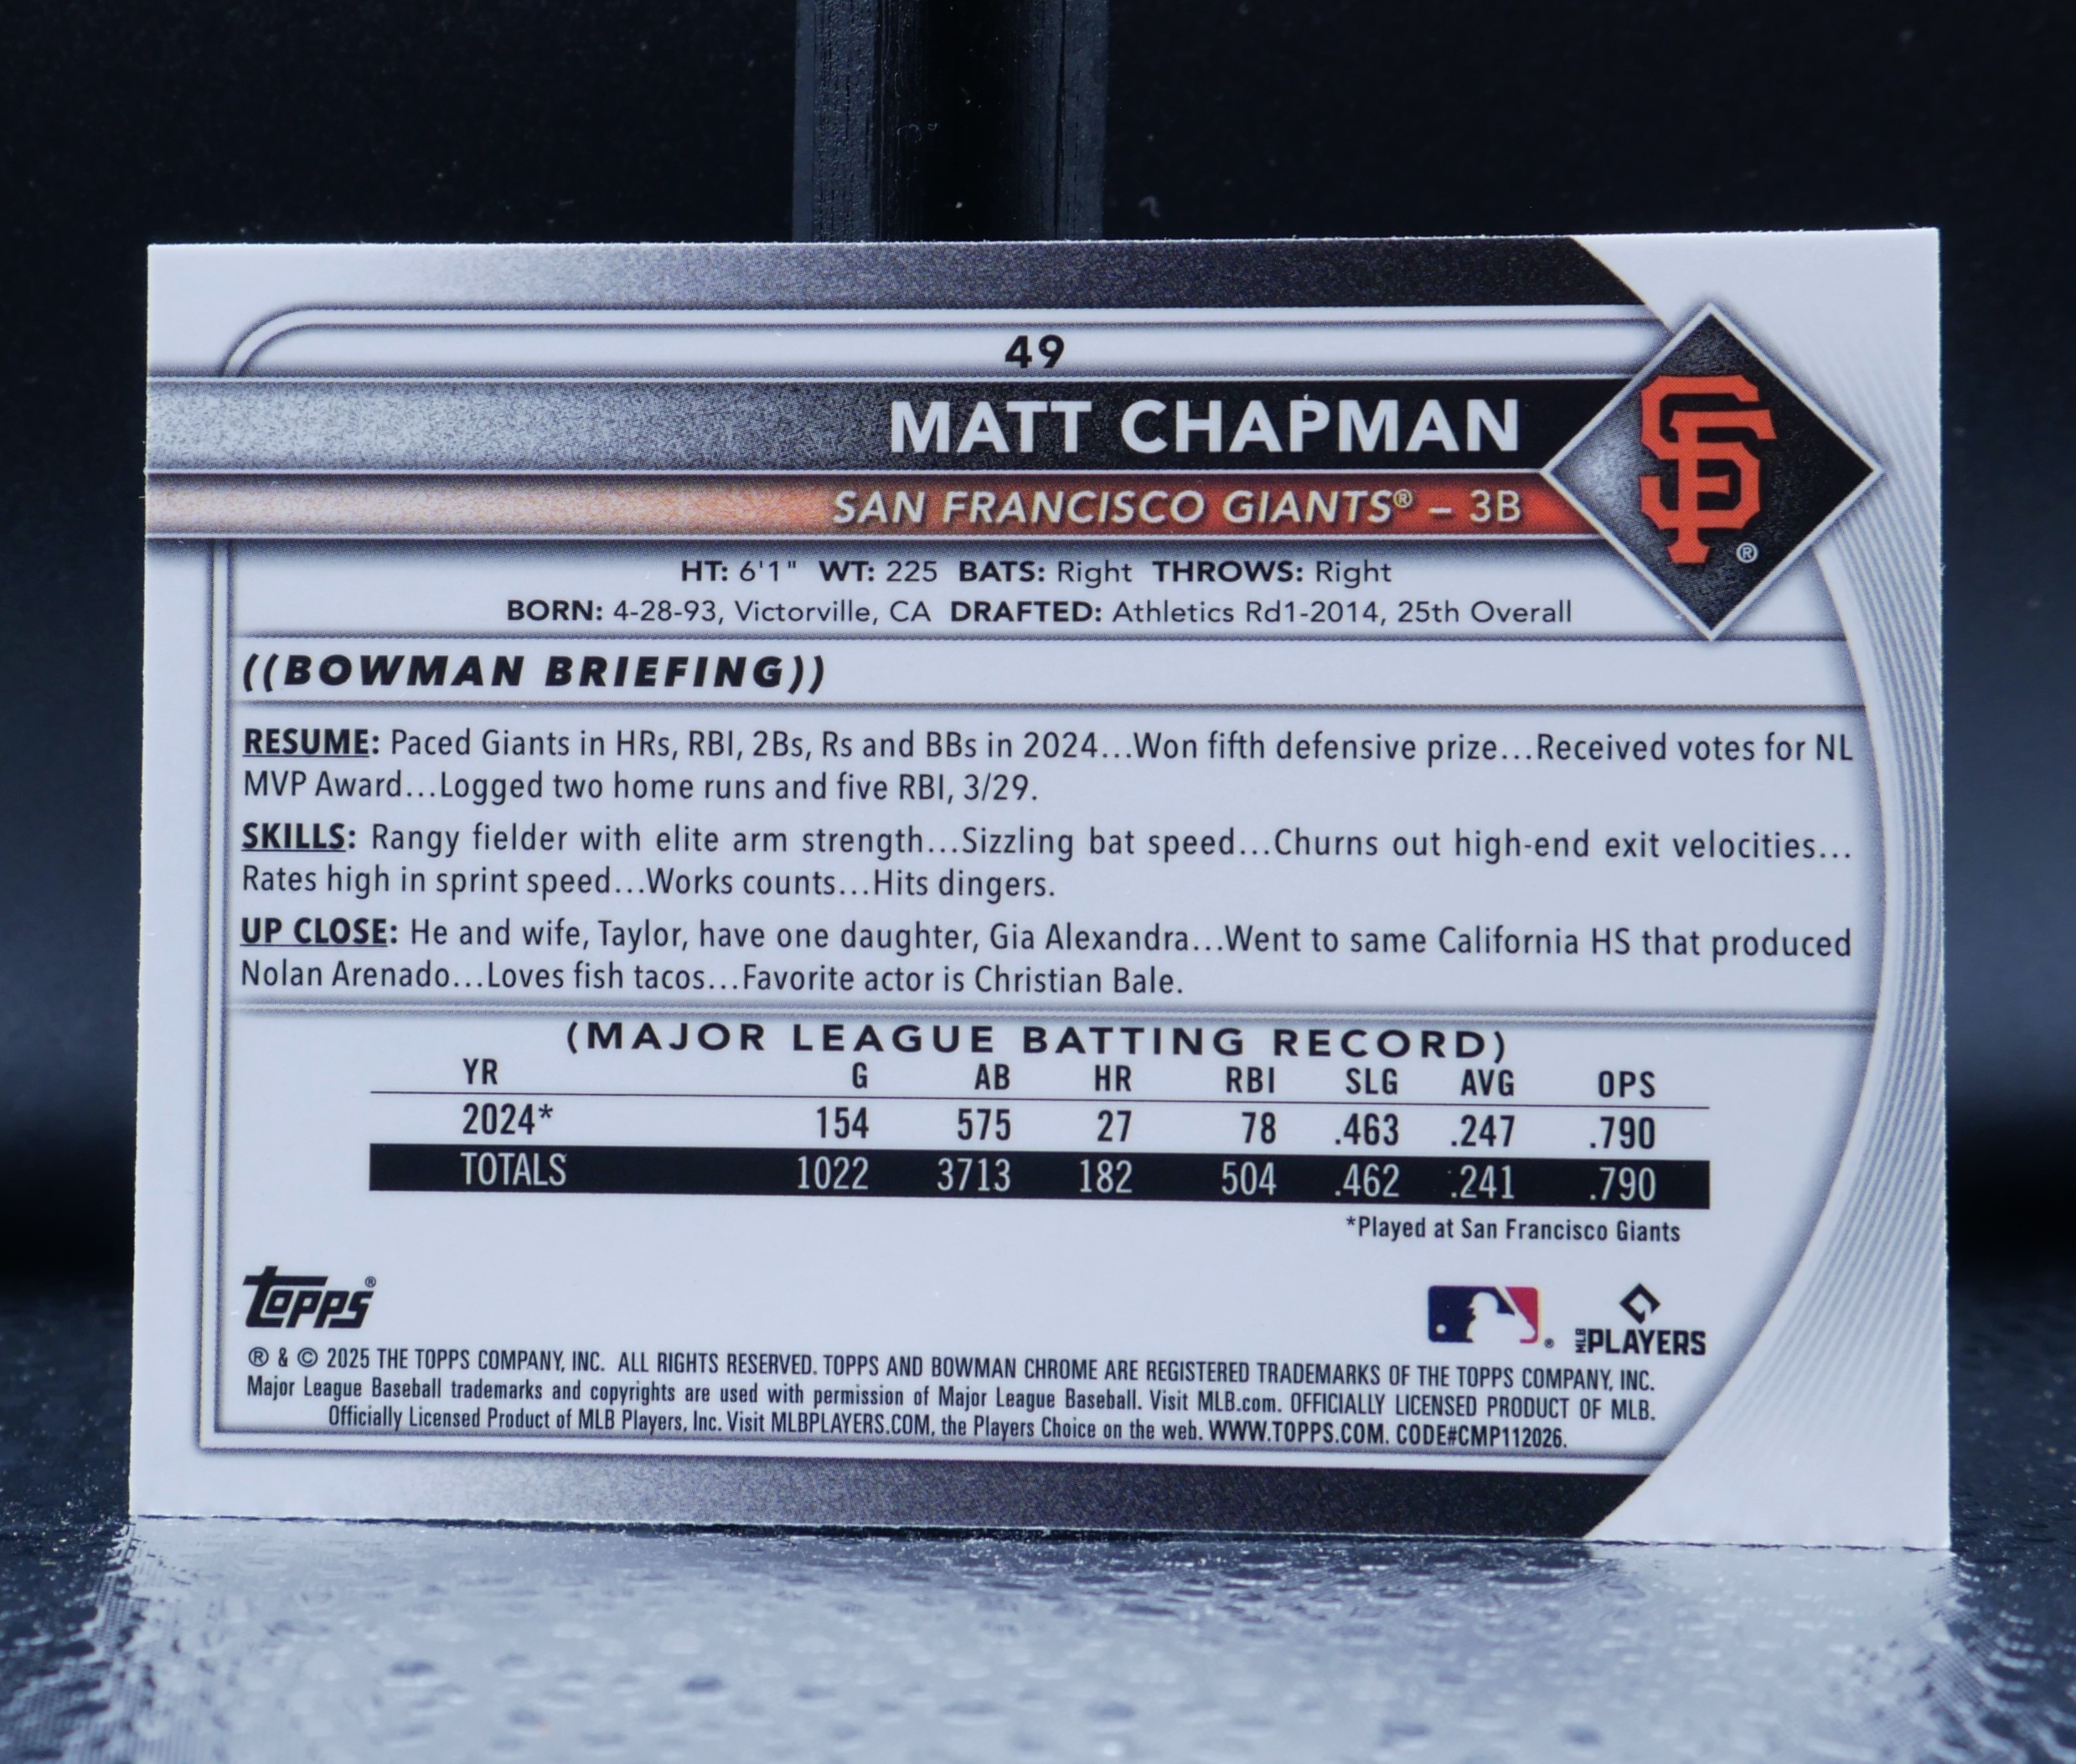 49
MATT CHAPMAN
SAN FRANCISCO GIANTS® – 3B
SF ®
HT: 6'1" WT: 225 BATS: Right THROWS: Right
BORN: 4-28-93, Victorville, CA DRAFTED: Athletics Rd1-2014, 25th Overall
((BOWMAN BRIEFING))
RESUME: Paced Giants in HRs, RBI, 2Bs, Rs and BBs in 2024...Won fifth defensive prize...Received votes for NL
MVP Award...Logged two home runs and five RBI, 3/29.
SKILLS: Rangy fielder with elite arm strength...Sizzling bat speed...Churns out high-end exit velocities...
Rates high in sprint speed...Works counts...Hits dingers.
UP CLOSE: He and wife, Taylor, have one daughter, Gia Alexandra...Went to same California HS that produced
Nolan Arenado...Loves fish tacos...Favorite actor is Christian Bale.
(MAJOR LEAGUE BATTING RECORD)
YR G AB HR RBI SLG AVG OPS
2024* 154 575 27 78 .463 .247 .790
TOTALS 1022 3713 182 504 .462 .241 .790
*Played at San Francisco Giants
topps®
® MLB PLAYERS
® & © 2025 THE TOPPS COMPANY, INC. ALL RIGHTS RESERVED. TOPPS AND BOWMAN CHROME ARE REGISTERED TRADEMARKS OF THE TOPPS COMPANY, INC.
Major League Baseball trademarks and copyrights are used with permission of Major League Baseball. Visit MLB.com. OFFICIALLY LICENSED PRODUCT OF MLB.
Officially Licensed Product of MLB Players, Inc. Visit MLBPLAYERS.COM, the Players Choice on the web. WWW.TOPPS.COM. CODE#CMP112026.